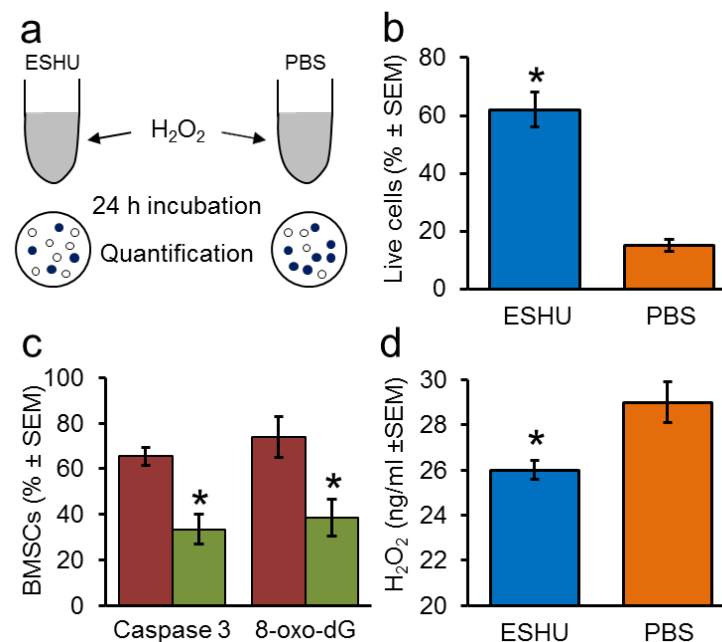 a
ESHU PBS
H₂O₂
24 h incubation
Quantification
b
Live cells (% ± SEM)
80
60
40
20
0
*
ESHU PBS
c
BMSCs (% ± SEM)
100
80
60
40
20
0
* *
Caspase 3 8-oxo-dG
d
H₂O₂ (ng/ml ±SEM)
30
28
26
24
22
20
*
ESHU PBS